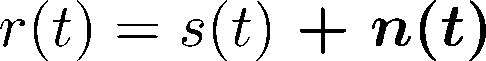 r(t) = s(t) + n(t)